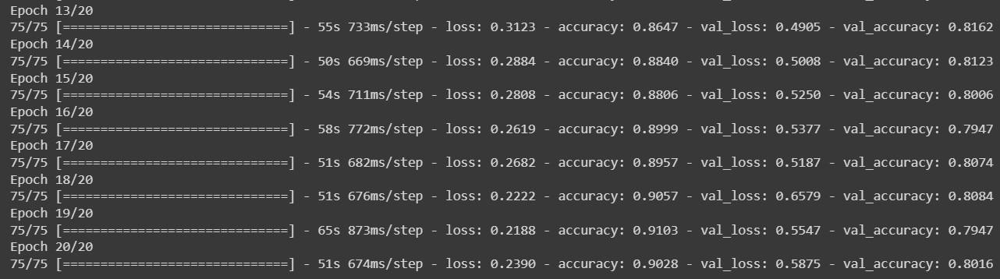 Epoch 13/20
75/75 [==============================] - 55s 733ms/step - loss: 0.3123 - accuracy: 0.8647 - val_loss: 0.4905 - val_accuracy: 0.8162
Epoch 14/20
75/75 [==============================] - 50s 669ms/step - loss: 0.2884 - accuracy: 0.8840 - val_loss: 0.5008 - val_accuracy: 0.8123
Epoch 15/20
75/75 [==============================] - 54s 711ms/step - loss: 0.2808 - accuracy: 0.8806 - val_loss: 0.5250 - val_accuracy: 0.8006
Epoch 16/20
75/75 [==============================] - 58s 772ms/step - loss: 0.2619 - accuracy: 0.8999 - val_loss: 0.5377 - val_accuracy: 0.7947
Epoch 17/20
75/75 [==============================] - 51s 682ms/step - loss: 0.2682 - accuracy: 0.8957 - val_loss: 0.5187 - val_accuracy: 0.8074
Epoch 18/20
75/75 [==============================] - 51s 676ms/step - loss: 0.2222 - accuracy: 0.9057 - val_loss: 0.6579 - val_accuracy: 0.8084
Epoch 19/20
75/75 [==============================] - 65s 873ms/step - loss: 0.2188 - accuracy: 0.9103 - val_loss: 0.5547 - val_accuracy: 0.7947
Epoch 20/20
75/75 [==============================] - 51s 674ms/step - loss: 0.2390 - accuracy: 0.9028 - val_loss: 0.5875 - val_accuracy: 0.8016